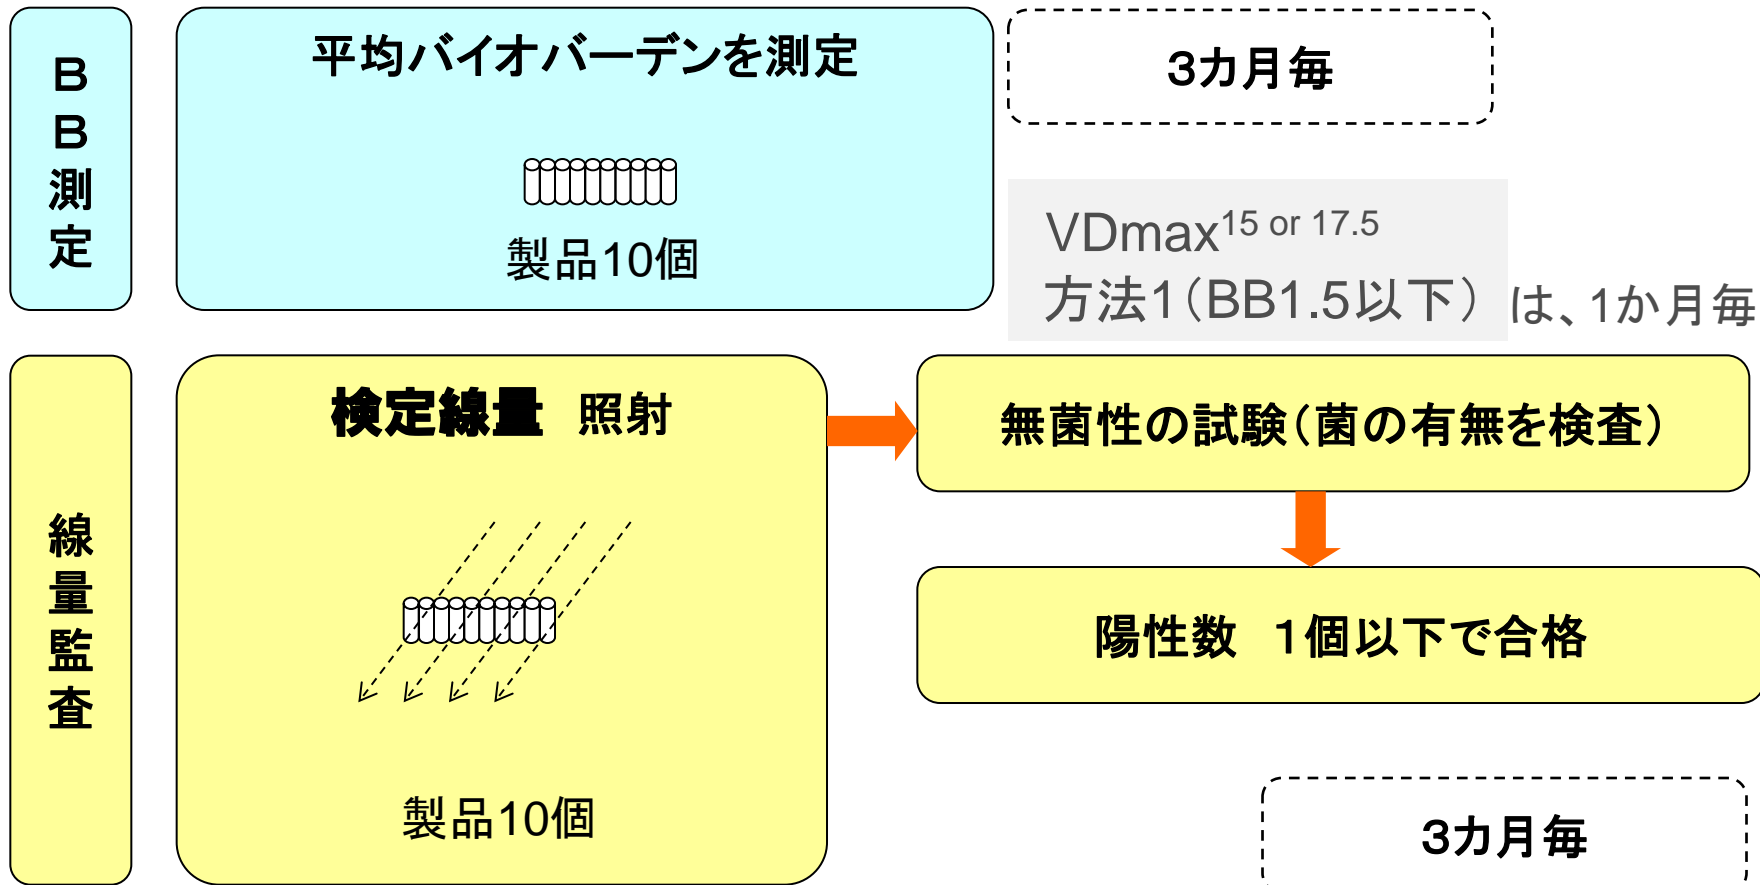 BB測定
平均バイオバーデンを測定
製品10個
3カ月毎
VDmax15 or 17.5
方法1(BB1.5以下) は、1か月毎
線量監査
検定線量 照射
製品10個
無菌性の試験(菌の有無を検査)
陽性数 1個以下で合格
3カ月毎